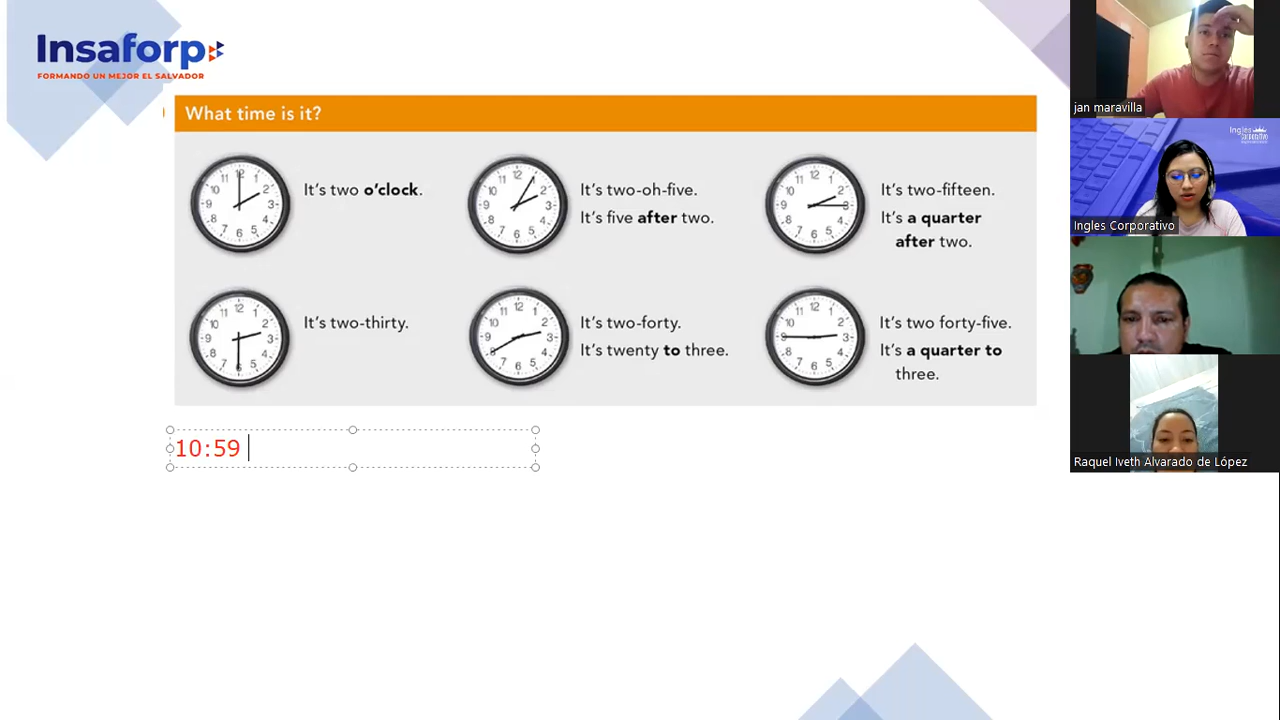 Insaforp
FORMANDO UN MEJOR EL SALVADOR
What time is it?
It's two o'clock.
It's two-oh-five.
It's five after two.
It's two-fifteen.
It's a quarter
after two.
It's two-thirty.
It's two-forty.
It's twenty to three.
It's two forty-five.
It's a quarter to
three.
10:59
jan maravilla
Ingles Corporativo
Raquel Iveth Alvarado de López